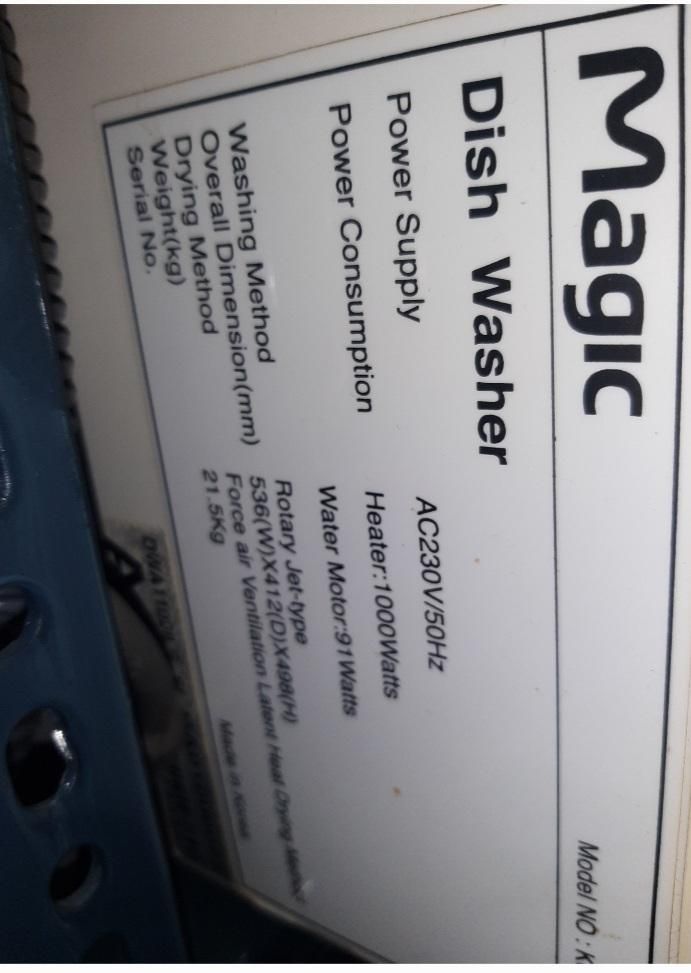 Magic
Model NO : K
Dish Washer
Power Supply AC230V/50Hz
Power Consumption Heater:1000Watts
Water Motor:91Watts
Washing Method Rotary Jet-type
Overall Dimension(mm) 536(W)X412(D)X498(H)
Drying Method Force air Ventilation Latent Heat Drying Method
Weight(kg) 21.5Kg
Serial No.
Made in Korea